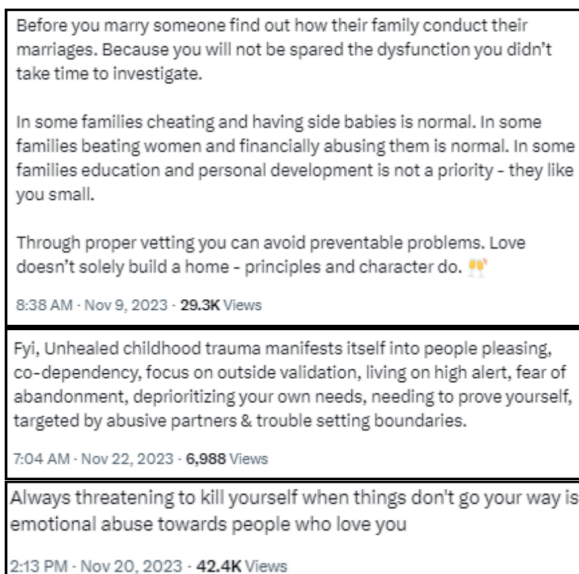 Before you marry someone find out how their family conduct their
marriages. Because you will not be spared the dysfunction you didn't
take time to investigate.
In some families cheating and having side babies is normal. In some
families beating women and financially abusing them is normal. In some
families education and personal development is not a priority - they like
you small.
Through proper vetting you can avoid preventable problems. Love
doesn't solely build a home - principles and character do. 🥂
8:38 AM · Nov 9, 2023 · 29.3K Views
Fyi, Unhealed childhood trauma manifests itself into people pleasing,
co-dependency, focus on outside validation, living on high alert, fear of
abandonment, deprioritizing your own needs, needing to prove yourself,
targeted by abusive partners & trouble setting boundaries.
7:04 AM · Nov 22, 2023 · 6,988 Views
Always threatening to kill yourself when things don't go your way is
emotional abuse towards people who love you
2:13 PM · Nov 20, 2023 · 42.4K Views